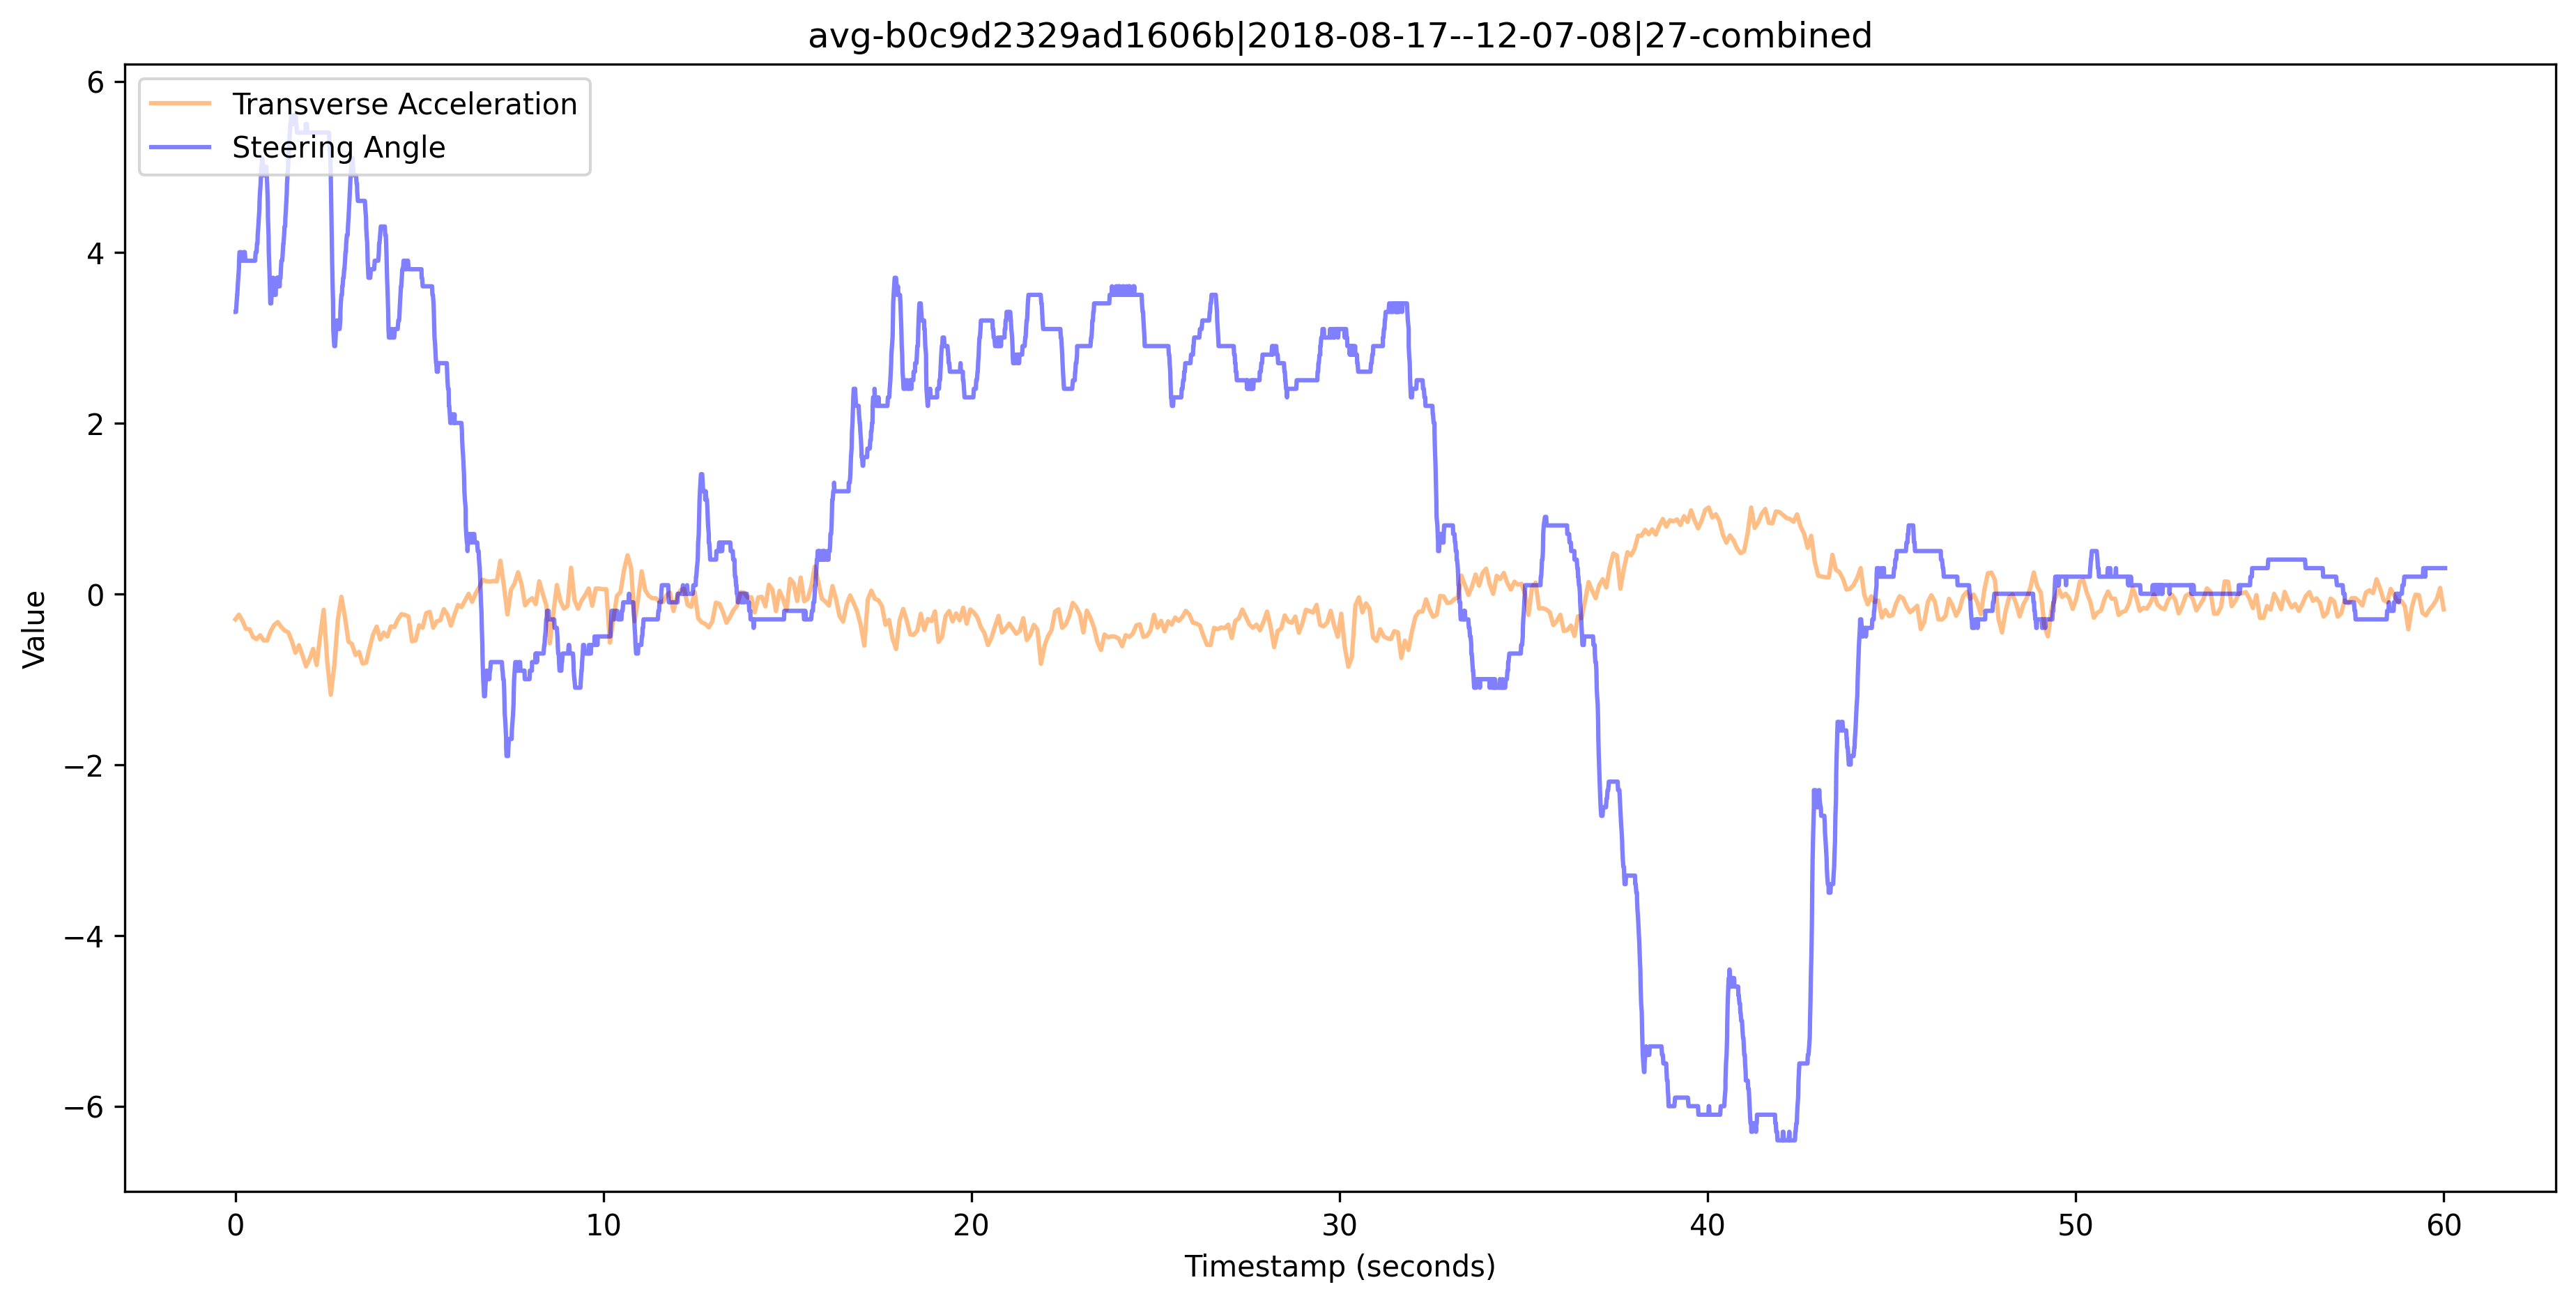 avg-b0c9d2329ad1606b|2018-08-17--12-07-08|27-combined
Transverse Acceleration
Steering Angle
Value
6
4
2
0
−2
−4
−6
0 10 20 30 40 50 60
Timestamp (seconds)